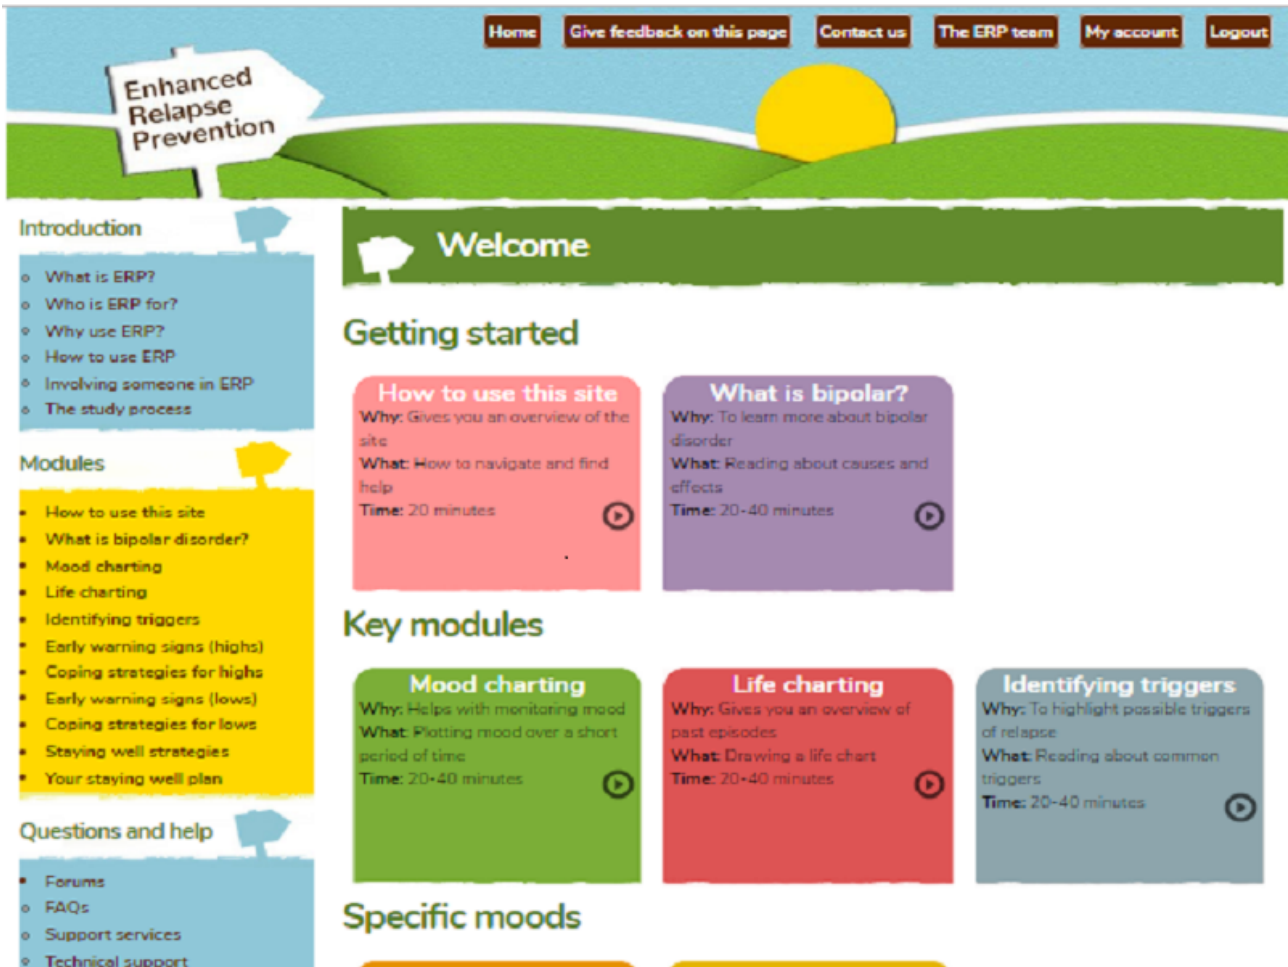 Home
Give feedback on this page
Contact us
The ERP team
My account
Logout
Enhanced
Relapse
Prevention
Introduction
What is ERP?
Who is ERP for?
Why use ERP?
How to use ERP
Involving someone in ERP
The study process
Modules
How to use this site
What is bipolar disorder?
Mood charting
Life charting
Identifying triggers
Early warning signs (highs)
Coping strategies for highs
Early warning signs (lows)
Coping strategies for lows
Staying well strategies
Your staying well plan
Questions and help
Forums
FAQs
Support services
Technical support
Welcome
Getting started
How to use this site
Why: Gives you an overview of the
site
What: How to navigate and find
help
Time: 20 minutes
What is bipolar?
Why: To learn more about bipolar
disorder
What: Reading about causes and
effects
Time: 20-40 minutes
Key modules
Mood charting
Why: Helps with monitoring mood
What: Plotting mood over a short
period of time
Time: 20-40 minutes
Life charting
Why: Gives you an overview of
past episodes
What: Drawing a life chart
Time: 20-40 minutes
Identifying triggers
Why: To highlight possible triggers
of relapse
What: Reading about common
triggers
Time: 20-40 minutes
Specific moods